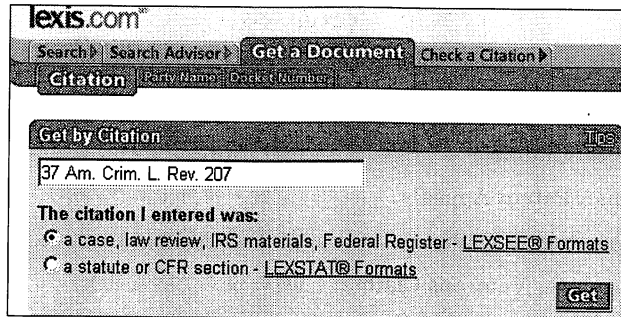 lexis.com™
Search Search Advisor Get a Document Check a Citation
Citation Party Name Docket Number
Get by Citation Tips
37 Am. Crim. L. Rev. 207
The citation I entered was:
a case, law review, IRS materials, Federal Register - LEXSEE® Formats
a statute or CFR section - LEXSTAT® Formats
Get